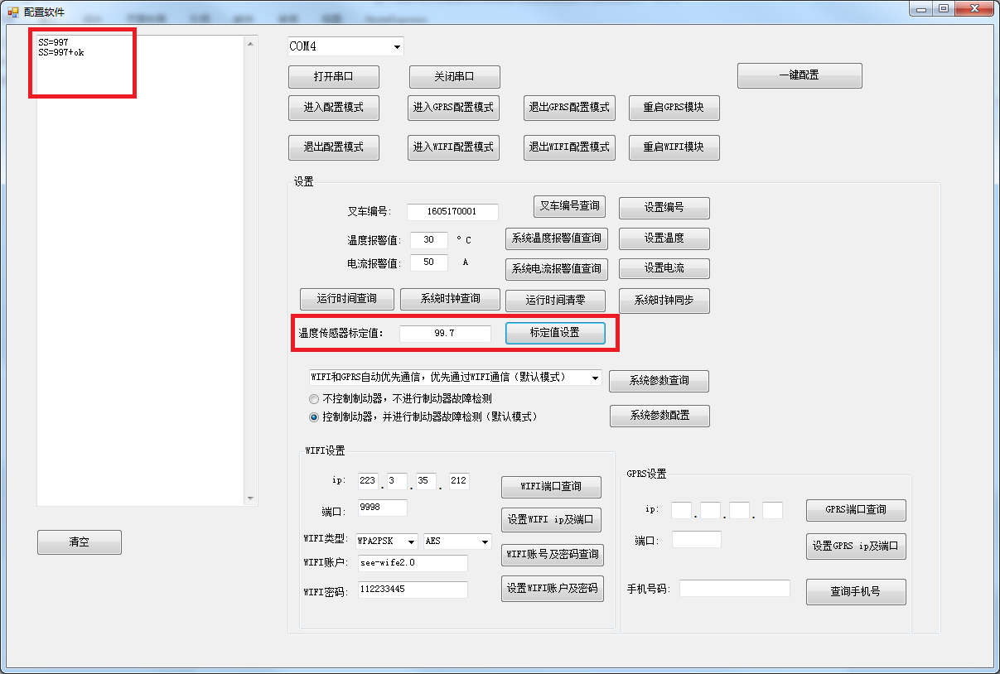 配置软件
SS=997
SS=997+ok
COM4
打开串口
关闭串口
一键配置
进入配置模式
进入GPRS配置模式
退出GPRS配置模式
重启GPRS模块
退出配置模式
进入WIFI配置模式
退出WIFI配置模式
重启WIFI模块
设置
叉车编号:
1605170001
叉车编号查询
设置编号
温度报警值:
30
° C
系统温度报警值查询
设置温度
电流报警值:
50
A
系统电流报警值查询
设置电流
运行时间查询
系统时钟查询
运行时间清零
系统时钟同步
温度传感器标定值:
99.7
标定值设置
WIFI和GPRS自动优先通信，优先通过WIFI通信（默认模式）
系统参数查询
不控制制动器，不进行制动器故障检测
控制制动器，并进行制动器故障检测（默认模式）
系统参数配置
WIFI设置
ip:
223 . 3 . 35 . 212
WIFI端口查询
端口:
9998
设置WIFI ip及端口
WIFI类型:
WPA2PSK
AES
WIFI账号及密码查询
WIFI账户:
see-wife2.0
WIFI密码:
112233445
设置WIFI账户及密码
GPRS设置
ip:
. . .
GPRS端口查询
端口:
设置GPRS ip及端口
手机号码:
查询手机号
清空